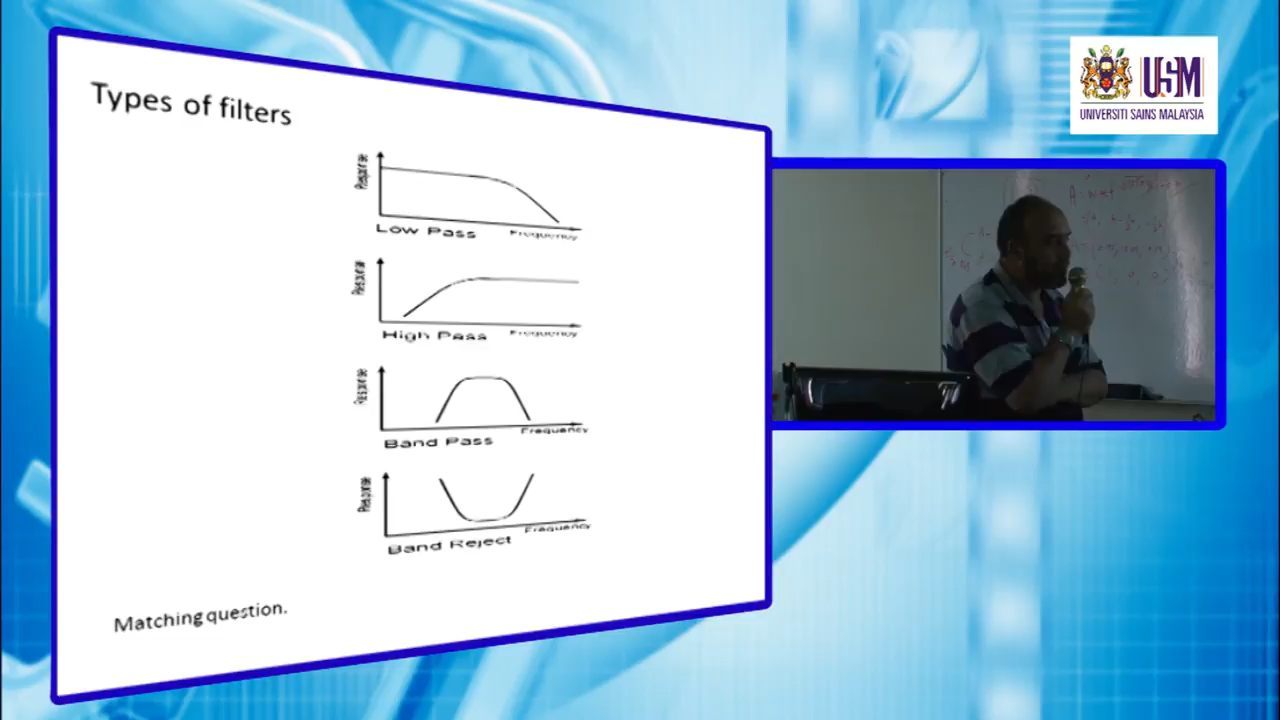 Types of filters
Response
Low Pass
Frequency
Response
High Pass
Frequency
Response
Band Pass
Frequency
Response
Band Reject
Frequency
Matching question.
USM
UNIVERSITI SAINS MALAYSIA